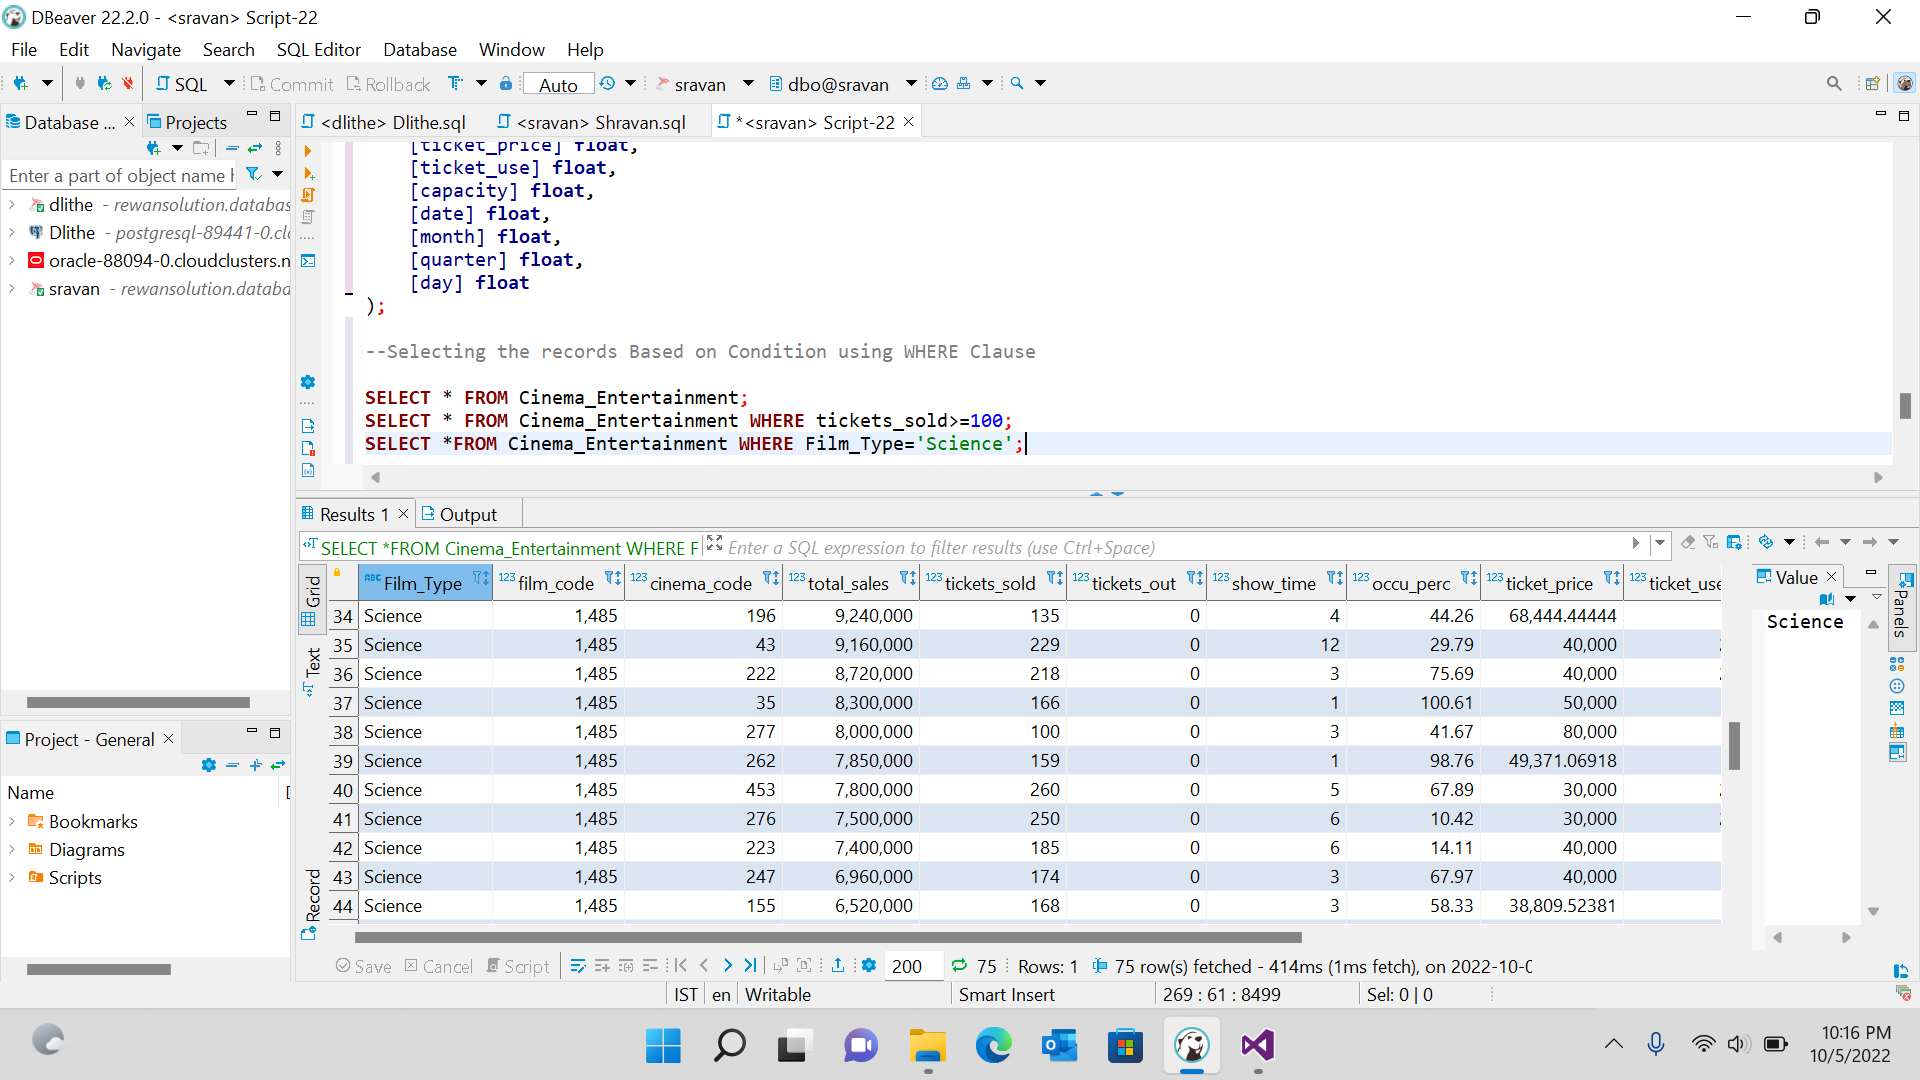 DBeaver 22.2.0 - <sravan> Script-22
File Edit Navigate Search SQL Editor Database Window Help
SQL Commit Rollback Auto sravan dbo@sravan
Database ... Projects
<dlithe> Dlithe.sql <sravan> Shravan.sql *<sravan> Script-22
Enter a part of object name h
dlithe - rewansolution.databas
Dlithe - postgresql-89441-0.clo
oracle-88094-0.cloudclusters.n
sravan - rewansolution.databa
[ticket_price] float,
[ticket_use] float,
[capacity] float,
[date] float,
[month] float,
[quarter] float,
[day] float
);
--Selecting the records Based on Condition using WHERE Clause
SELECT * FROM Cinema_Entertainment;
SELECT * FROM Cinema_Entertainment WHERE tickets_sold>=100;
SELECT *FROM Cinema_Entertainment WHERE Film_Type='Science';
Project - General
Name
Bookmarks
Diagrams
Scripts
Results 1 Output
SELECT *FROM Cinema_Entertainment WHERE F Enter a SQL expression to filter results (use Ctrl+Space)
Grid
Text
Record
ABC Film_Type 123 film_code 123 cinema_code 123 total_sales 123 tickets_sold 123 tickets_out 123 show_time 123 occu_perc 123 ticket_price 123 ticket_use
34 Science 1,485 196 9,240,000 135 0 4 44.26 68,444.44444
35 Science 1,485 43 9,160,000 229 0 12 29.79 40,000
36 Science 1,485 222 8,720,000 218 0 3 75.69 40,000
37 Science 1,485 35 8,300,000 166 0 1 100.61 50,000
38 Science 1,485 277 8,000,000 100 0 3 41.67 80,000
39 Science 1,485 262 7,850,000 159 0 1 98.76 49,371.06918
40 Science 1,485 453 7,800,000 260 0 5 67.89 30,000
41 Science 1,485 276 7,500,000 250 0 6 10.42 30,000
42 Science 1,485 223 7,400,000 185 0 6 14.11 40,000
43 Science 1,485 247 6,960,000 174 0 3 67.97 40,000
44 Science 1,485 155 6,520,000 168 0 3 58.33 38,809.52381
Value
Science
Panels
Save Cancel Script 200 75 Rows: 1 75 row(s) fetched - 414ms (1ms fetch), on 2022-10-0
IST en Writable Smart Insert 269 : 61 : 8499 Sel: 0 | 0
10:16 PM
10/5/2022